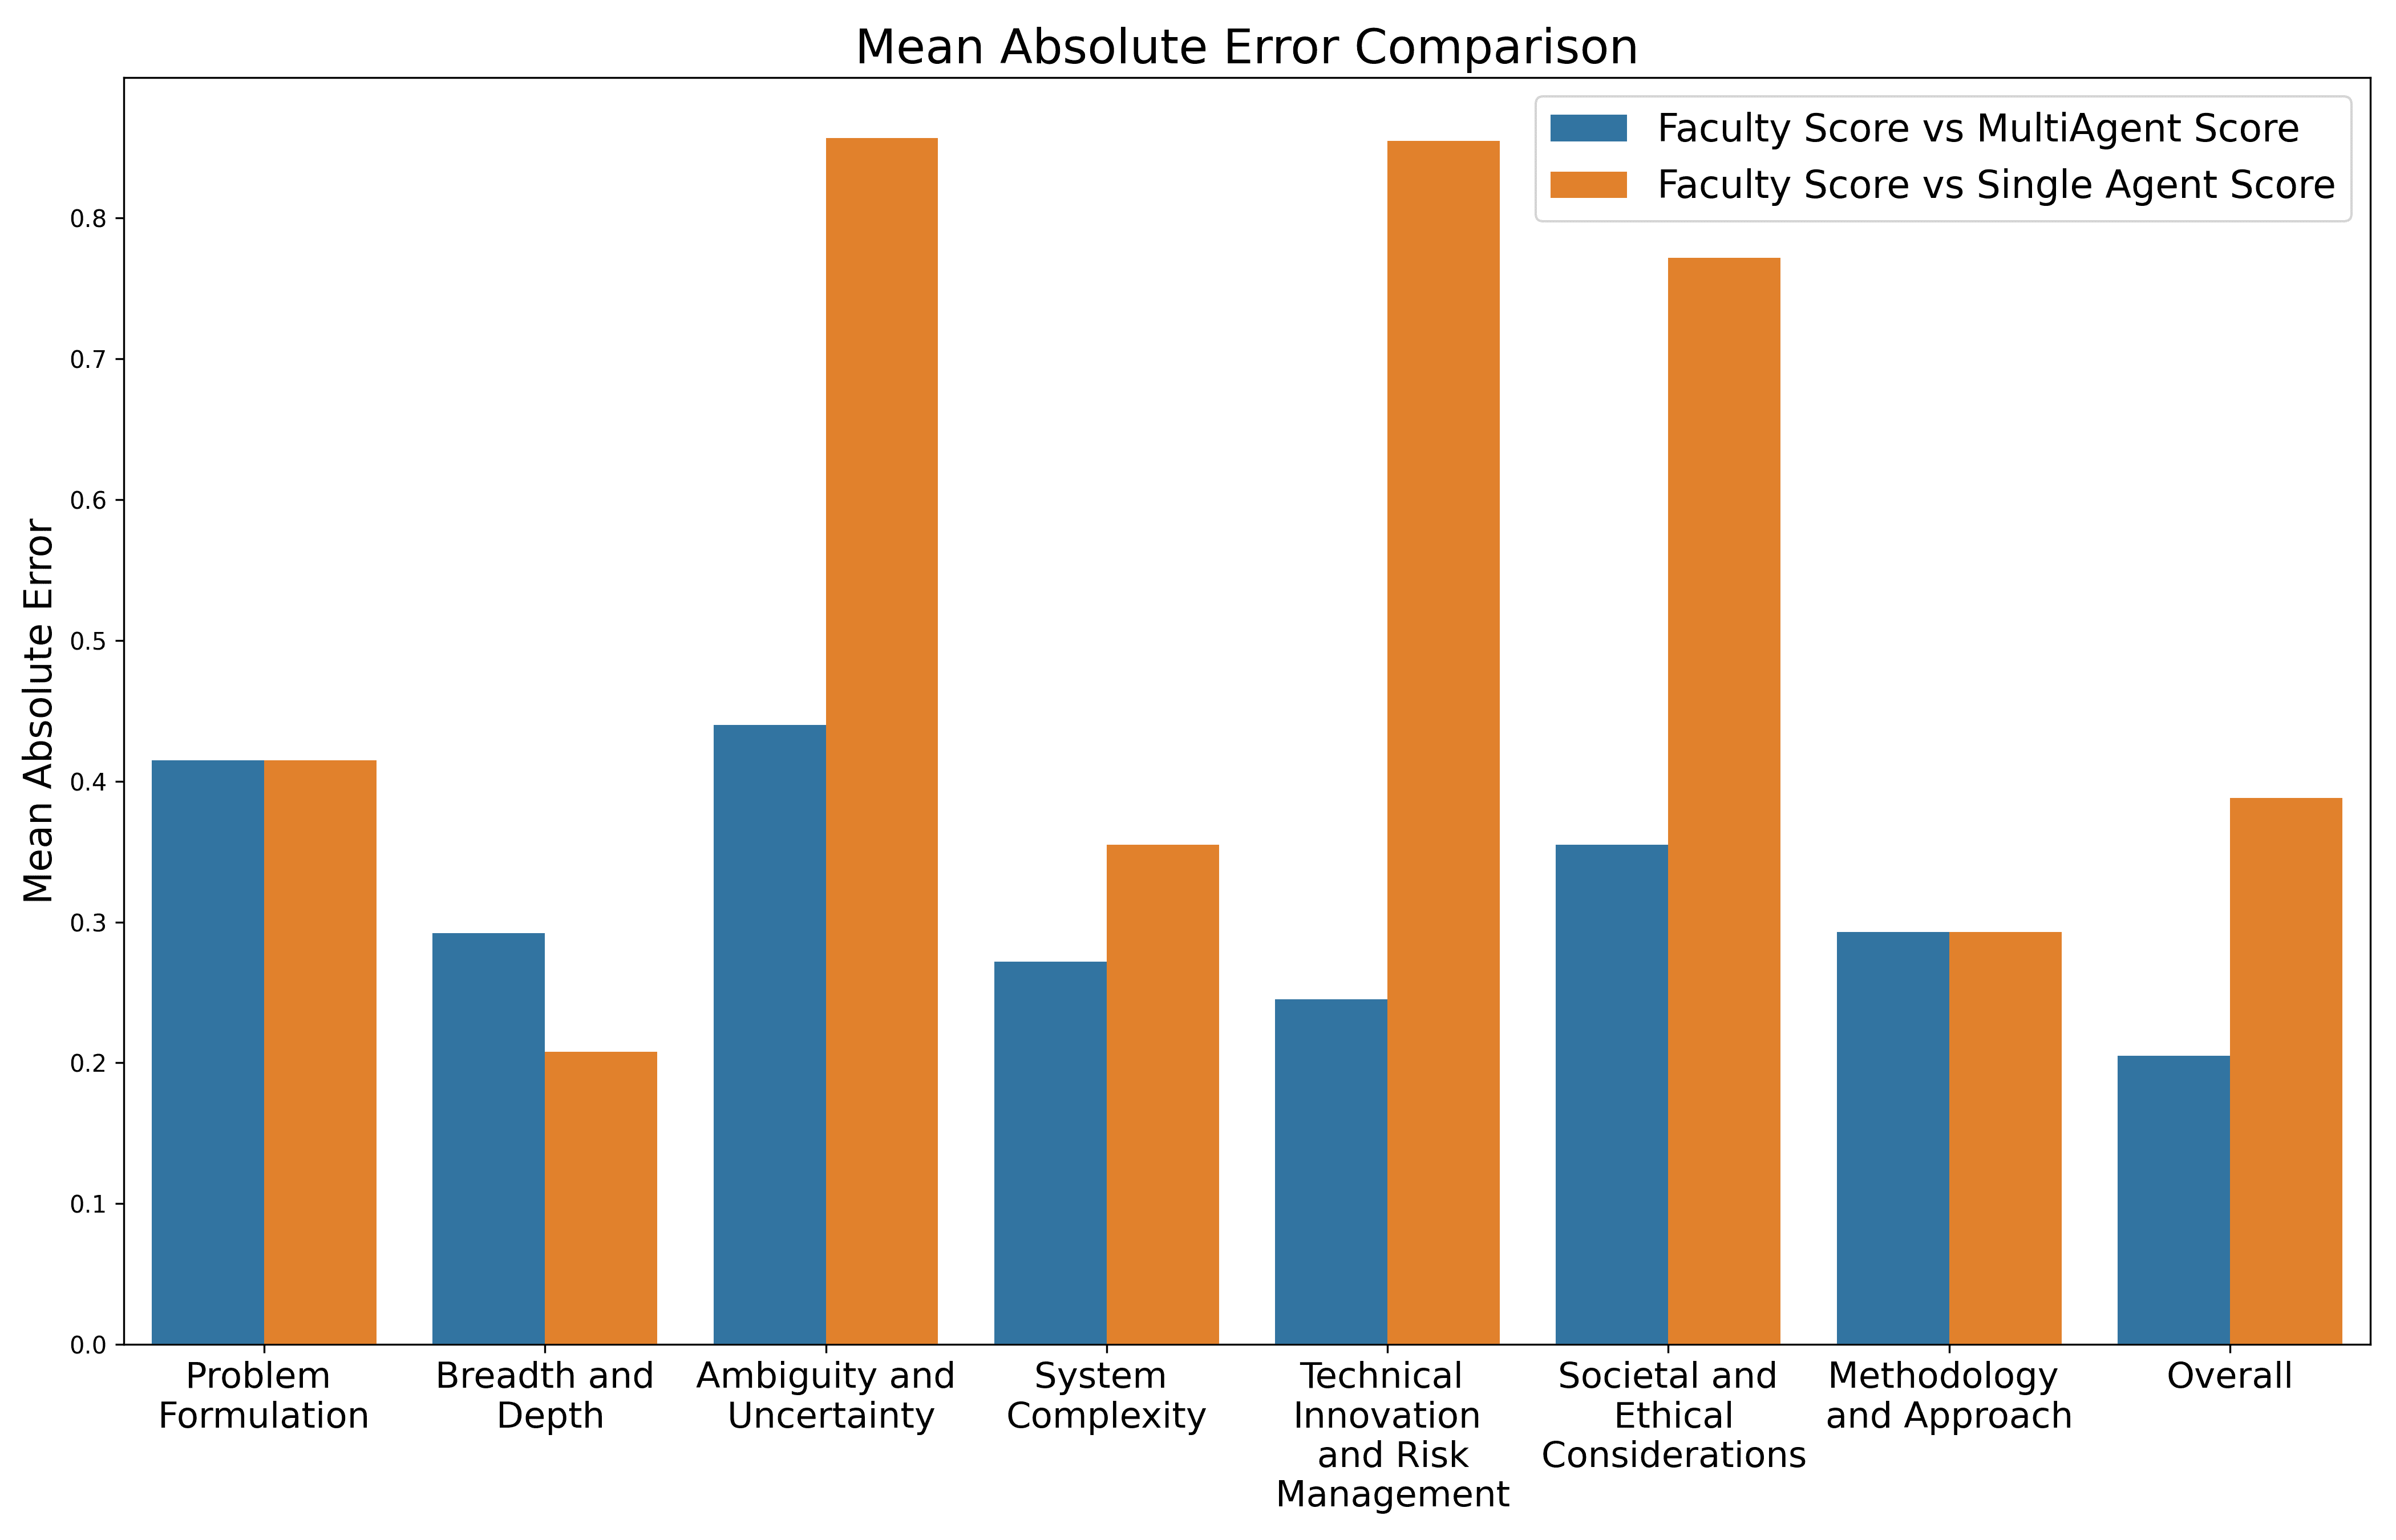 Mean Absolute Error Comparison
Faculty Score vs MultiAgent Score
Faculty Score vs Single Agent Score
Mean Absolute Error
0.8
0.7
0.6
0.5
0.4
0.3
0.2
0.1
0.0
Problem
Formulation
Breadth and
Depth
Ambiguity and
Uncertainty
System
Complexity
Technical
Innovation
and Risk
Management
Societal and
Ethical
Considerations
Methodology
and Approach
Overall